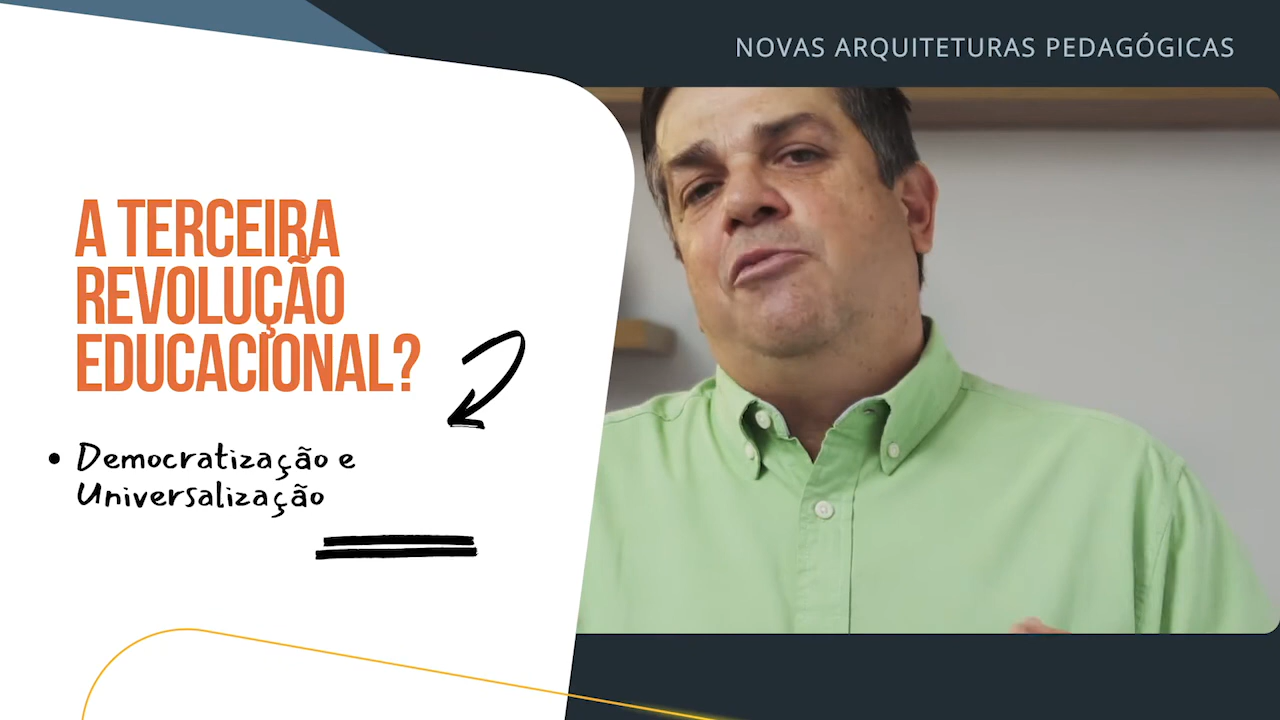 NOVAS ARQUITETURAS PEDAGÓGICAS
A TERCEIRA
REVOLUÇÃO
EDUCACIONAL?
• Democratização e
Universalização